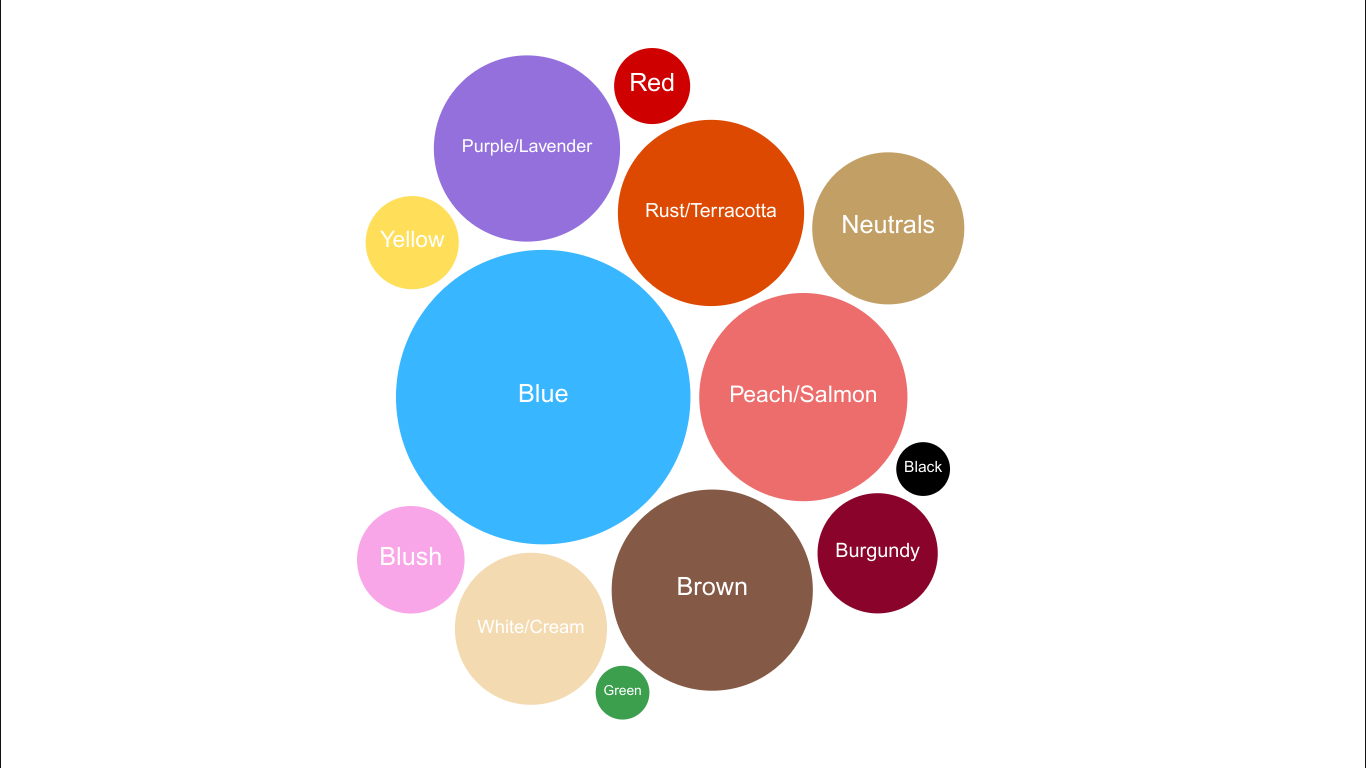 Red
Purple/Lavender
Rust/Terracotta
Neutrals
Yellow
Blue
Peach/Salmon
Black
Burgundy
Blush
Brown
White/Cream
Green